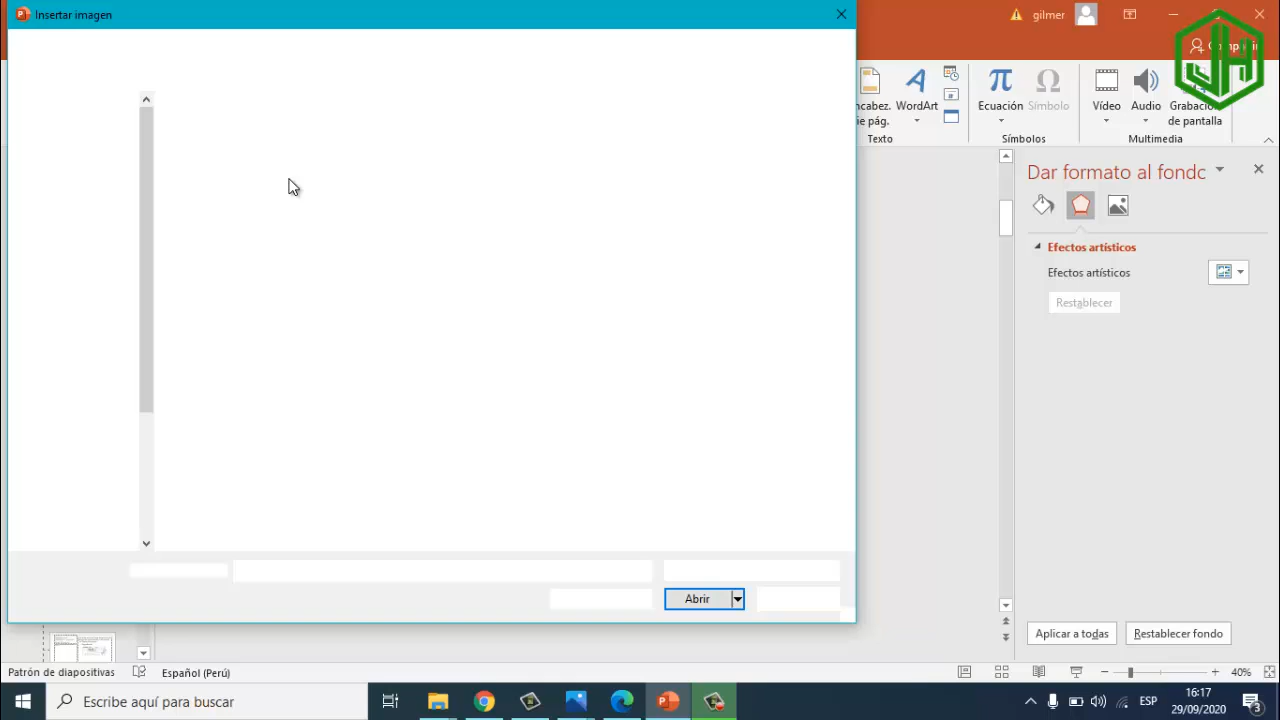 Insertar imagen
gilmer
JH
WordArt
pág.
Ecuación
Símbolo
Vídeo
Audio
Grabación
de pantalla
Texto
Símbolos
Multimedia
Dar formato al fondo
Efectos artísticos
Efectos artísticos
Restablecer
Abrir
Aplicar a todas
Restablecer fondo
Patrón de diapositivas
Español (Perú)
40%
Escribe aquí para buscar
ESP
16:17
29/09/2020
3